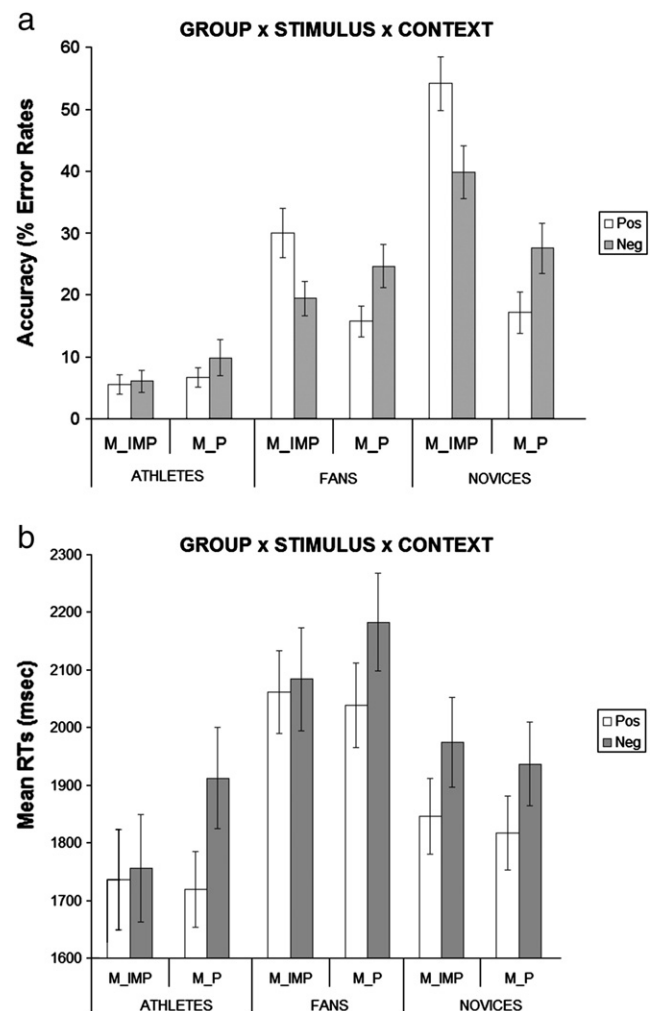 a
GROUP x STIMULUS x CONTEXT
Accuracy (% Error Rates)
60
50
40
30
20
10
0
Pos
Neg
M_IMP M_P M_IMP M_P M_IMP M_P
ATHLETES FANS NOVICES
b
GROUP x STIMULUS x CONTEXT
Mean RTs (msec)
2300
2200
2100
2000
1900
1800
1700
1600
Pos
Neg
M_IMP M_P M_IMP M_P M_IMP M_P
ATHLETES FANS NOVICES